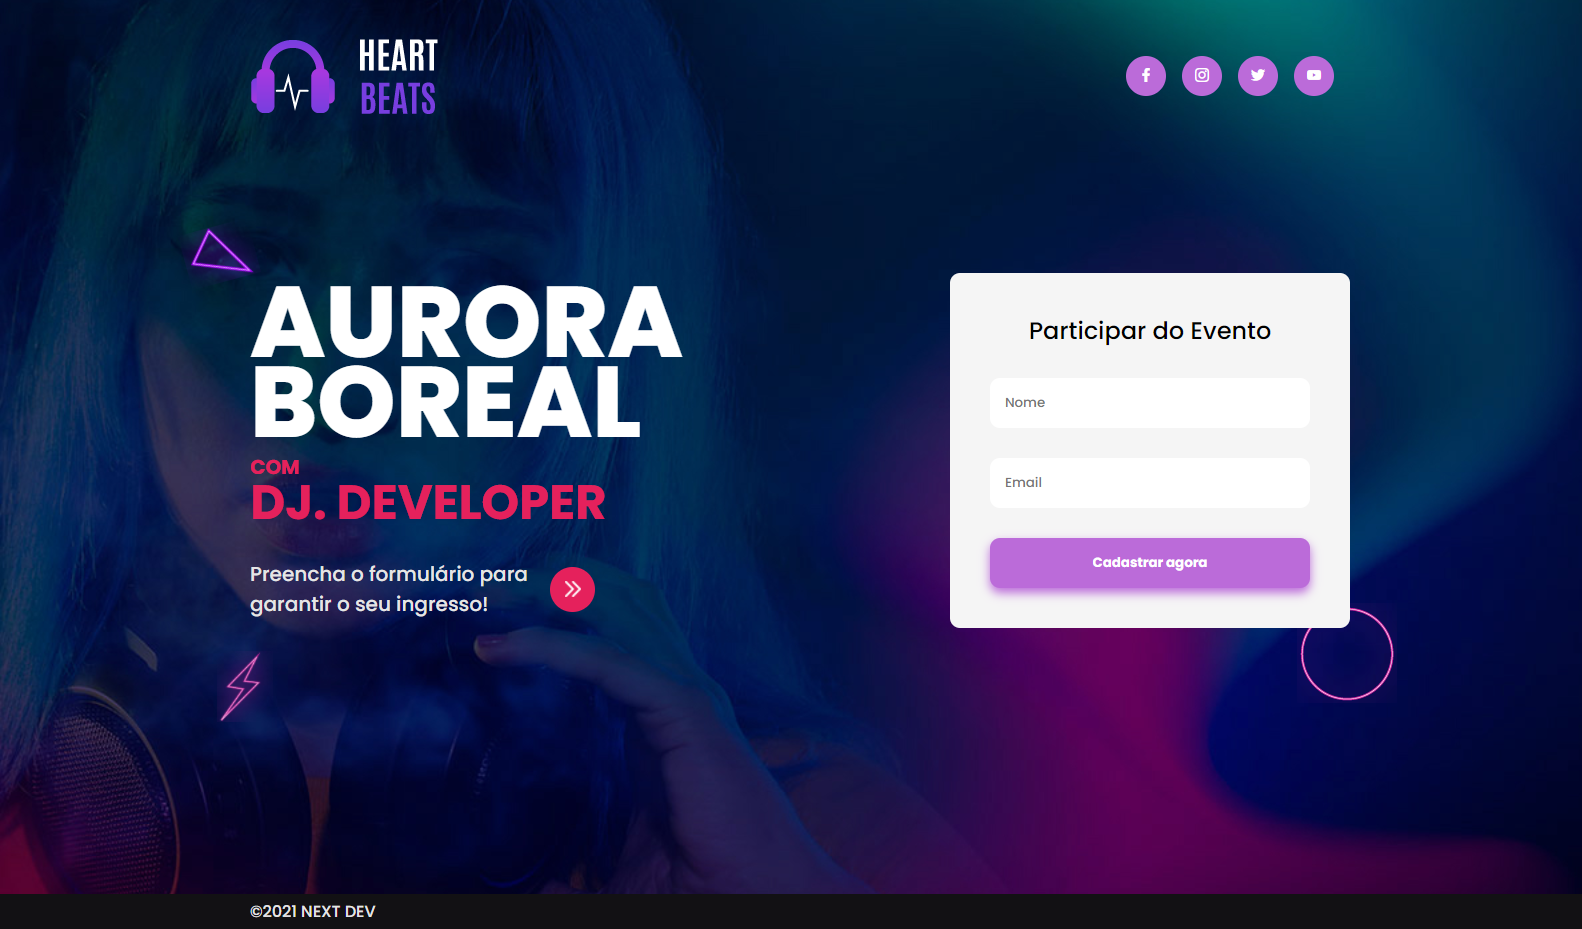 HEART
BEATS
AURORA
BOREAL
COM
DJ. DEVELOPER
Preencha o formulário para
garantir o seu ingresso!
Participar do Evento
Nome
Email
Cadastrar agora
©2021 NEXT DEV